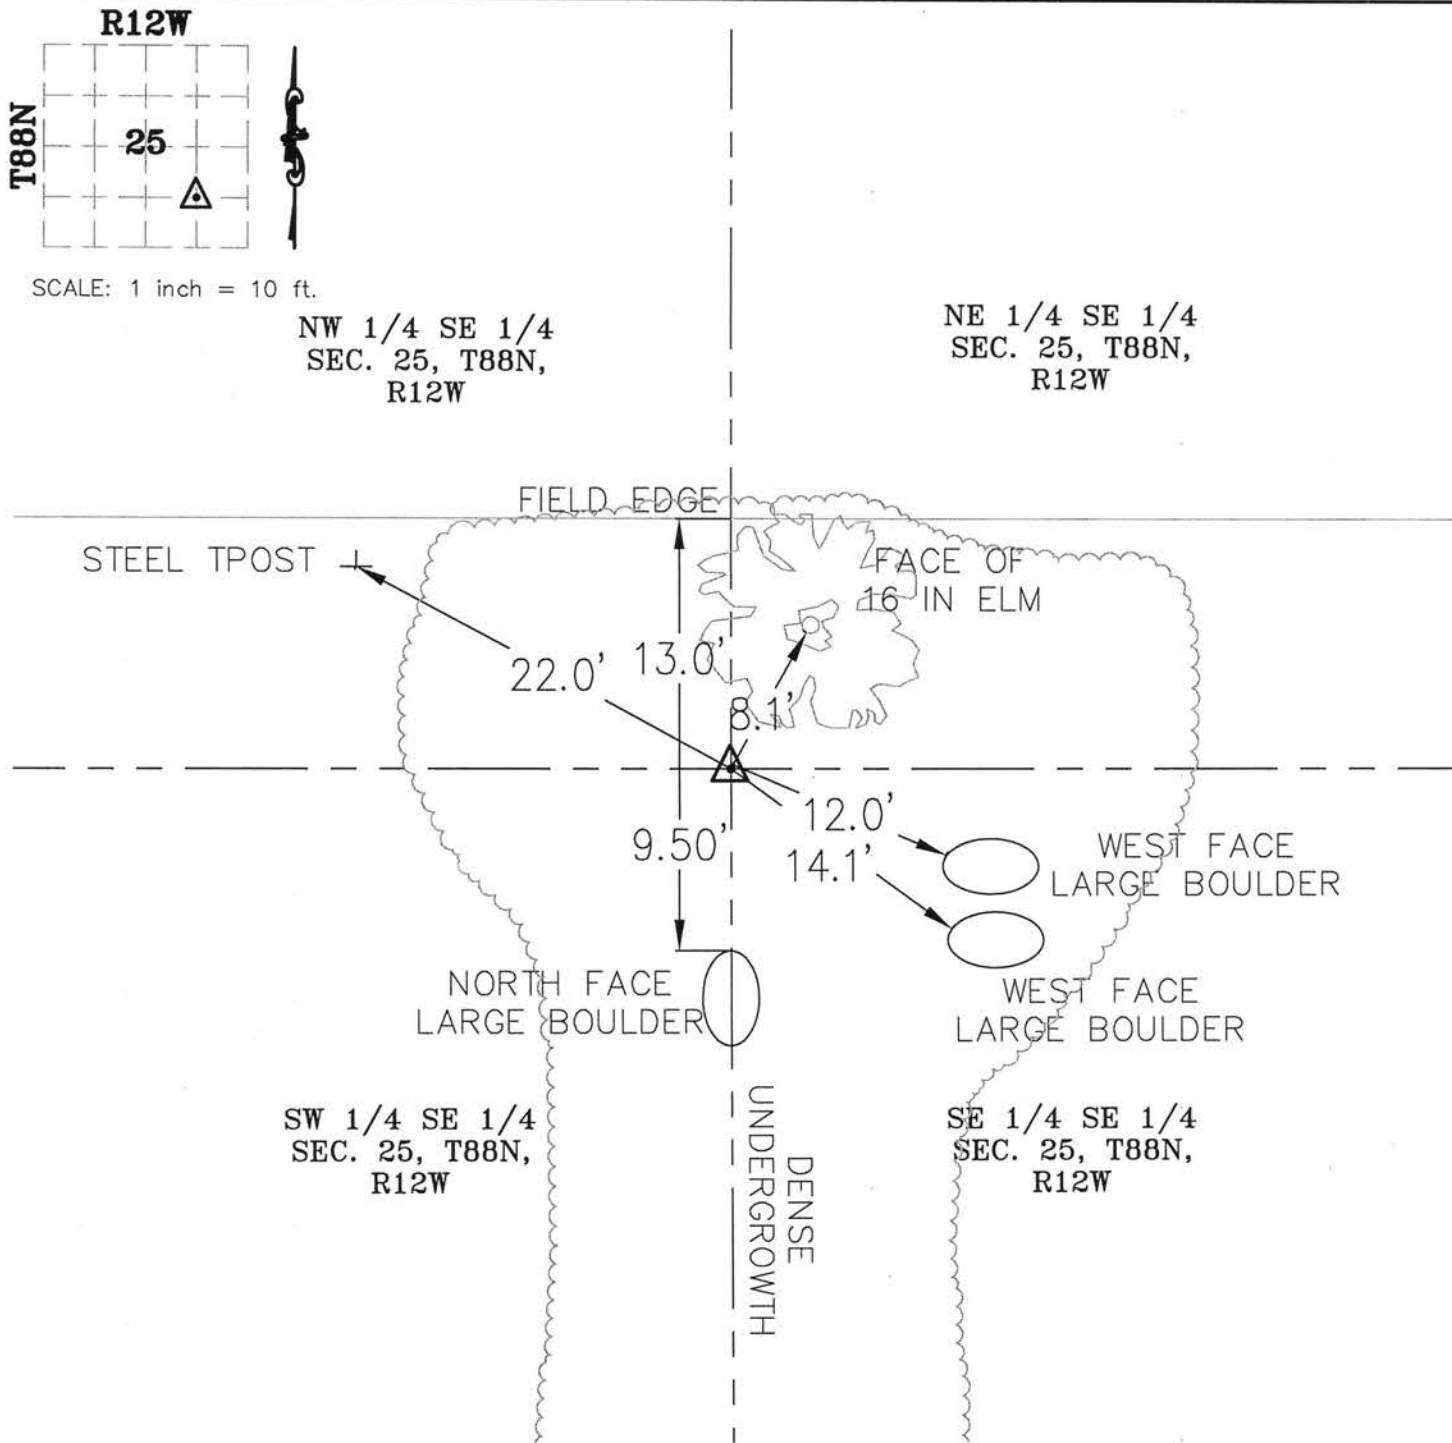 R12W
T88N
25
SCALE: 1 inch = 10 ft.
NW 1/4 SE 1/4
SEC. 25, T88N,
R12W
NE 1/4 SE 1/4
SEC. 25, T88N,
R12W
FIELD EDGE
STEEL TPOST
FACE OF
16 IN ELM
22.0'
13.0'
8.1'
12.0'
9.50'
14.1'
WEST FACE
LARGE BOULDER
NORTH FACE
LARGE BOULDER
WEST FACE
LARGE BOULDER
SW 1/4 SE 1/4
SEC. 25, T88N,
R12W
DENSE
UNDERGROWTH
SE 1/4 SE 1/4
SEC. 25, T88N,
R12W